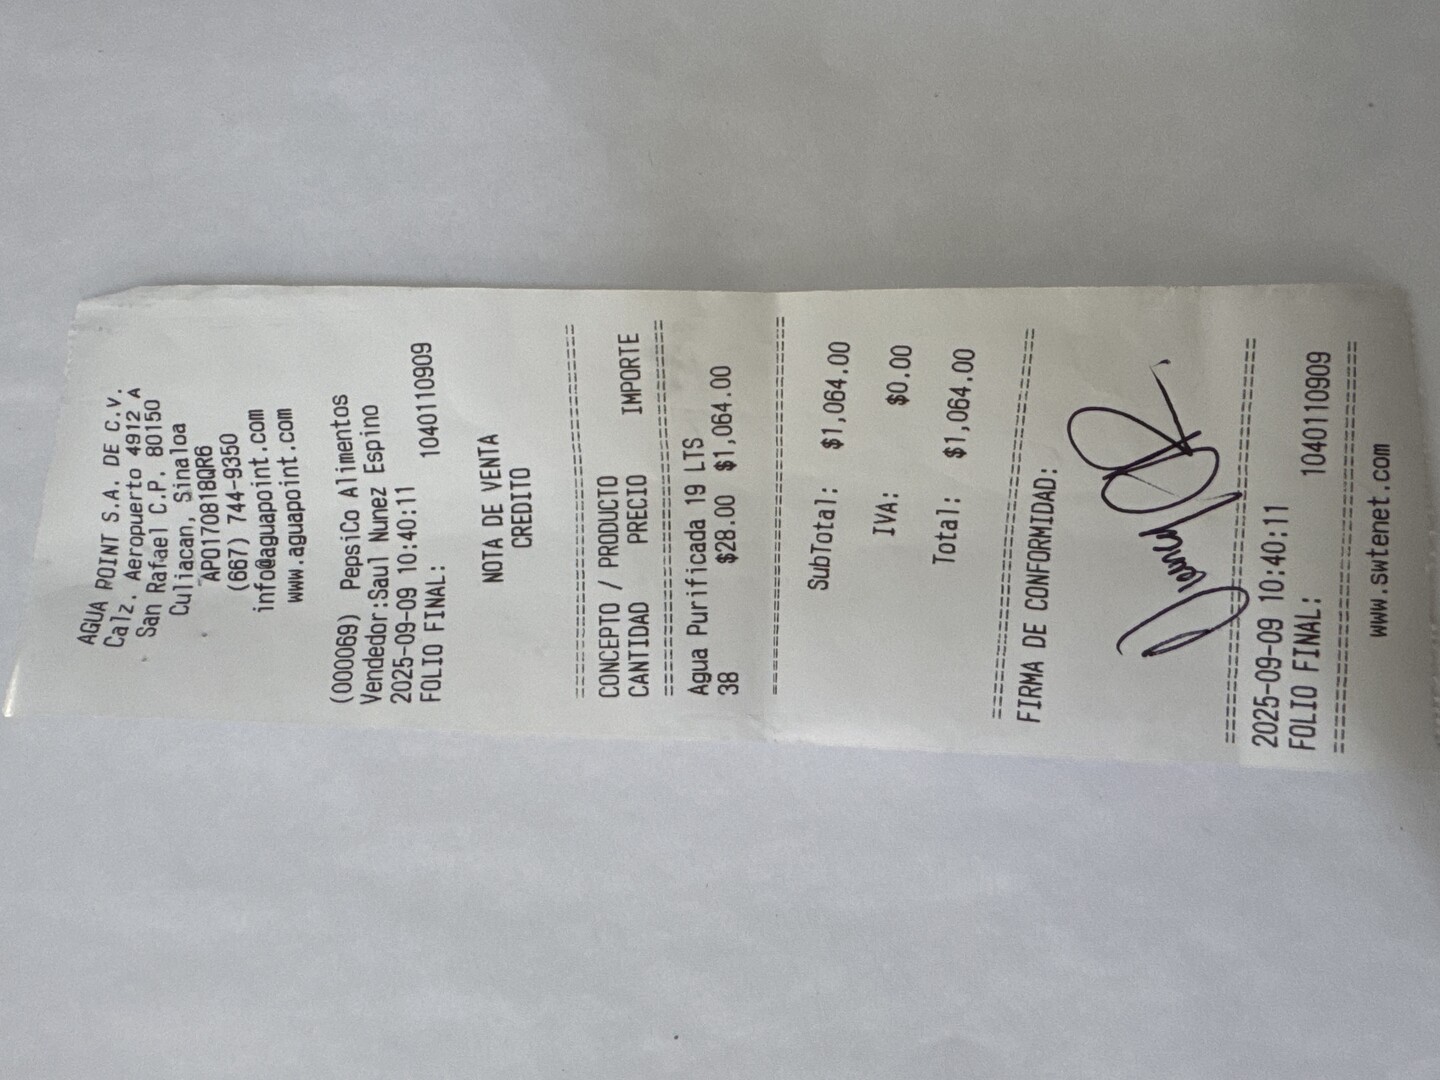 AGUA POINT S.A. DE C.V.
Calz. Aeropuerto 4912 A
San Rafael C.P. 80150
Culiacan, Sinaloa
APO170818QR6
(667) 744-9350
info@aguapoint.com
www.aguapoint.com
(000069) PepsiCo Alimentos
Vendedor:Saul Nunez Espino
2025-09-09 10:40:11
FOLIO FINAL: 1040110909
NOTA DE VENTA
CREDITO
CONCEPTO / PRODUCTO
CANTIDAD PRECIO IMPORTE
Agua Purificada 19 LTS
38 $28.00 $1,064.00
SubTotal: $1,064.00
IVA: $0.00
Total: $1,064.00
FIRMA DE CONFORMIDAD:
2025-09-09 10:40:11
FOLIO FINAL: 1040110909
www.swtenet.com